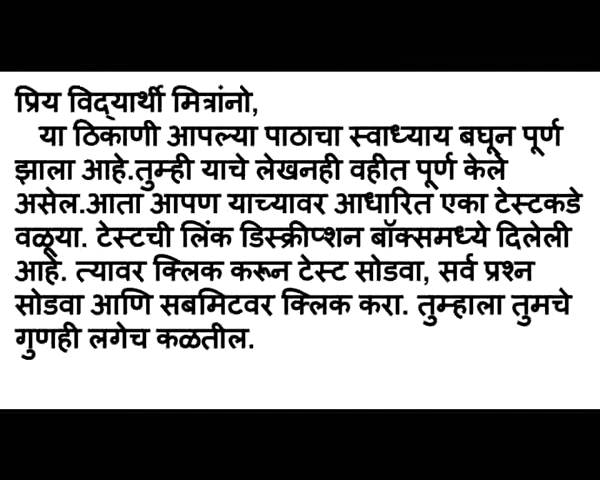 प्रिय विद्यार्थी मित्रांनो,
या ठिकाणी आपल्या पाठाचा स्वाध्याय बघून पूर्ण
झाला आहे.तुम्ही याचे लेखनही वहीत पूर्ण केले
असेल.आता आपण याच्यावर आधारित एका टेस्टकडे
वळूया. टेस्टची लिंक डिस्क्रीप्शन बॉक्समध्ये दिलेली
आहे. त्यावर क्लिक करून टेस्ट सोडवा, सर्व प्रश्न
सोडवा आणि सबमिटवर क्लिक करा. तुम्हाला तुमचे
गुणही लगेच कळतील.